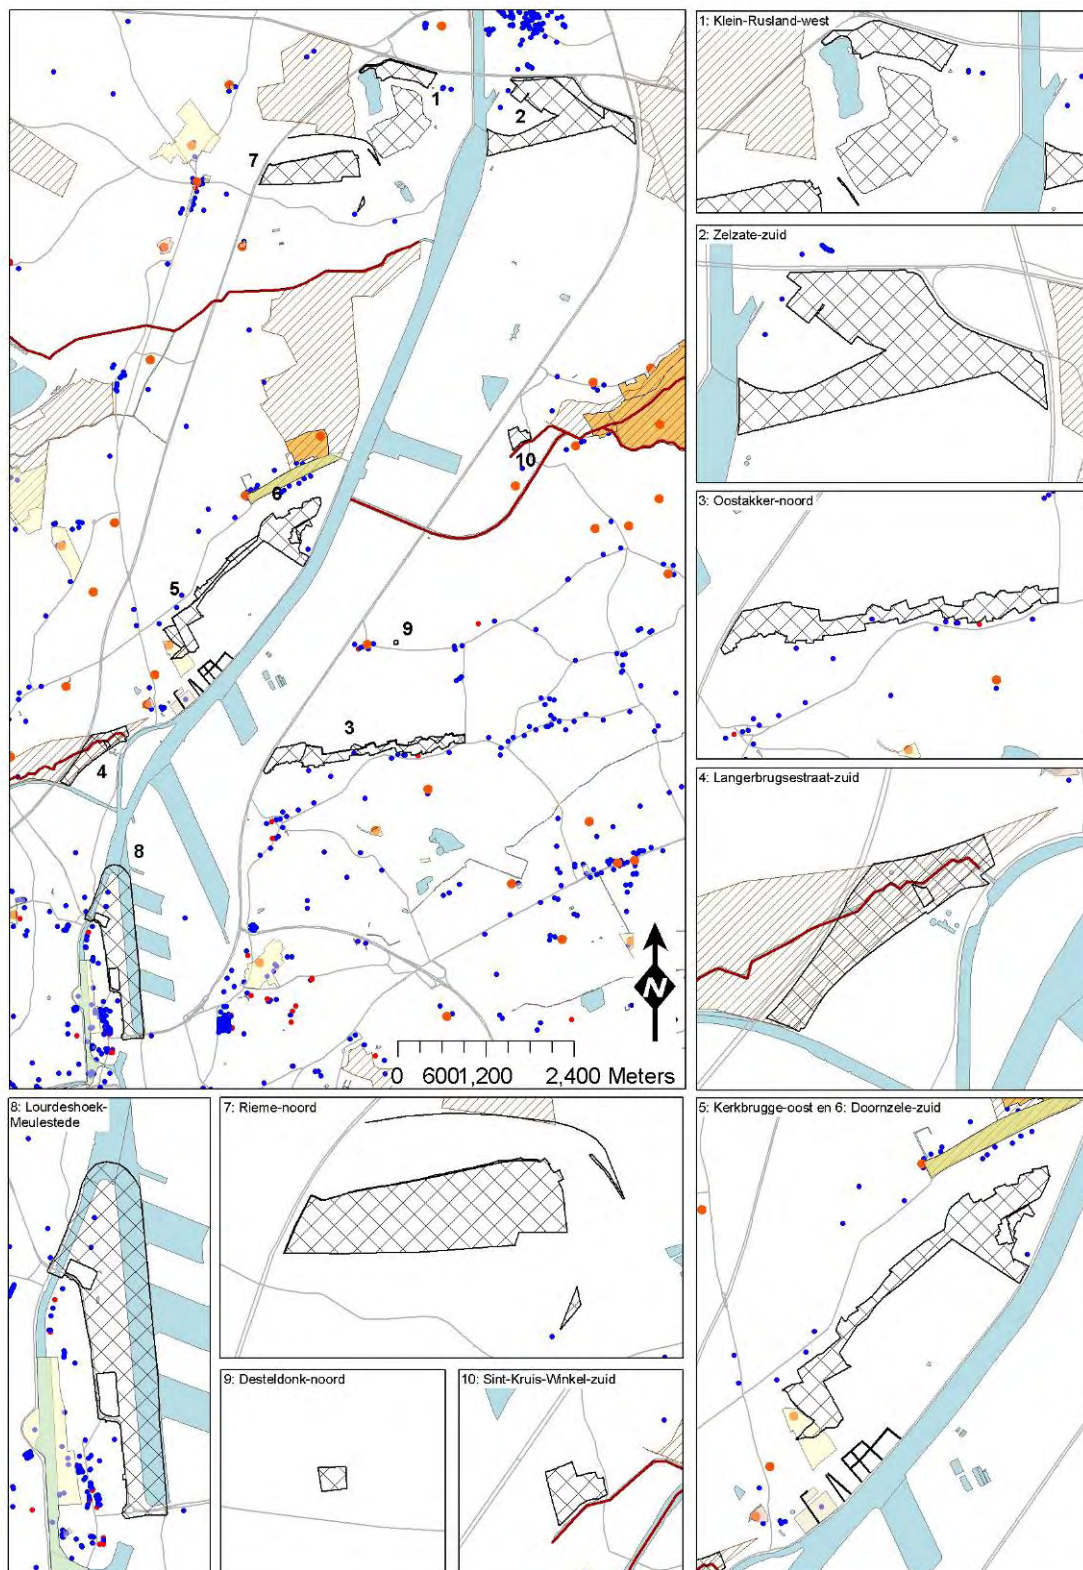 1
2
7
10
6
5
9
3
4
8
N
0 6001,200 2,400 Meters
1: Klein-Rusland-west
2: Zelzate-zuid
3: Oostakker-noord
4: Langerbrugsestraat-zuid
8: Lourdeshoek-
Meulestede
7: Rieme-noord
5: Kerkbrugge-oost en 6: Doornzele-zuid
9: Desteldonk-noord
10: Sint-Kruis-Winkel-zuid